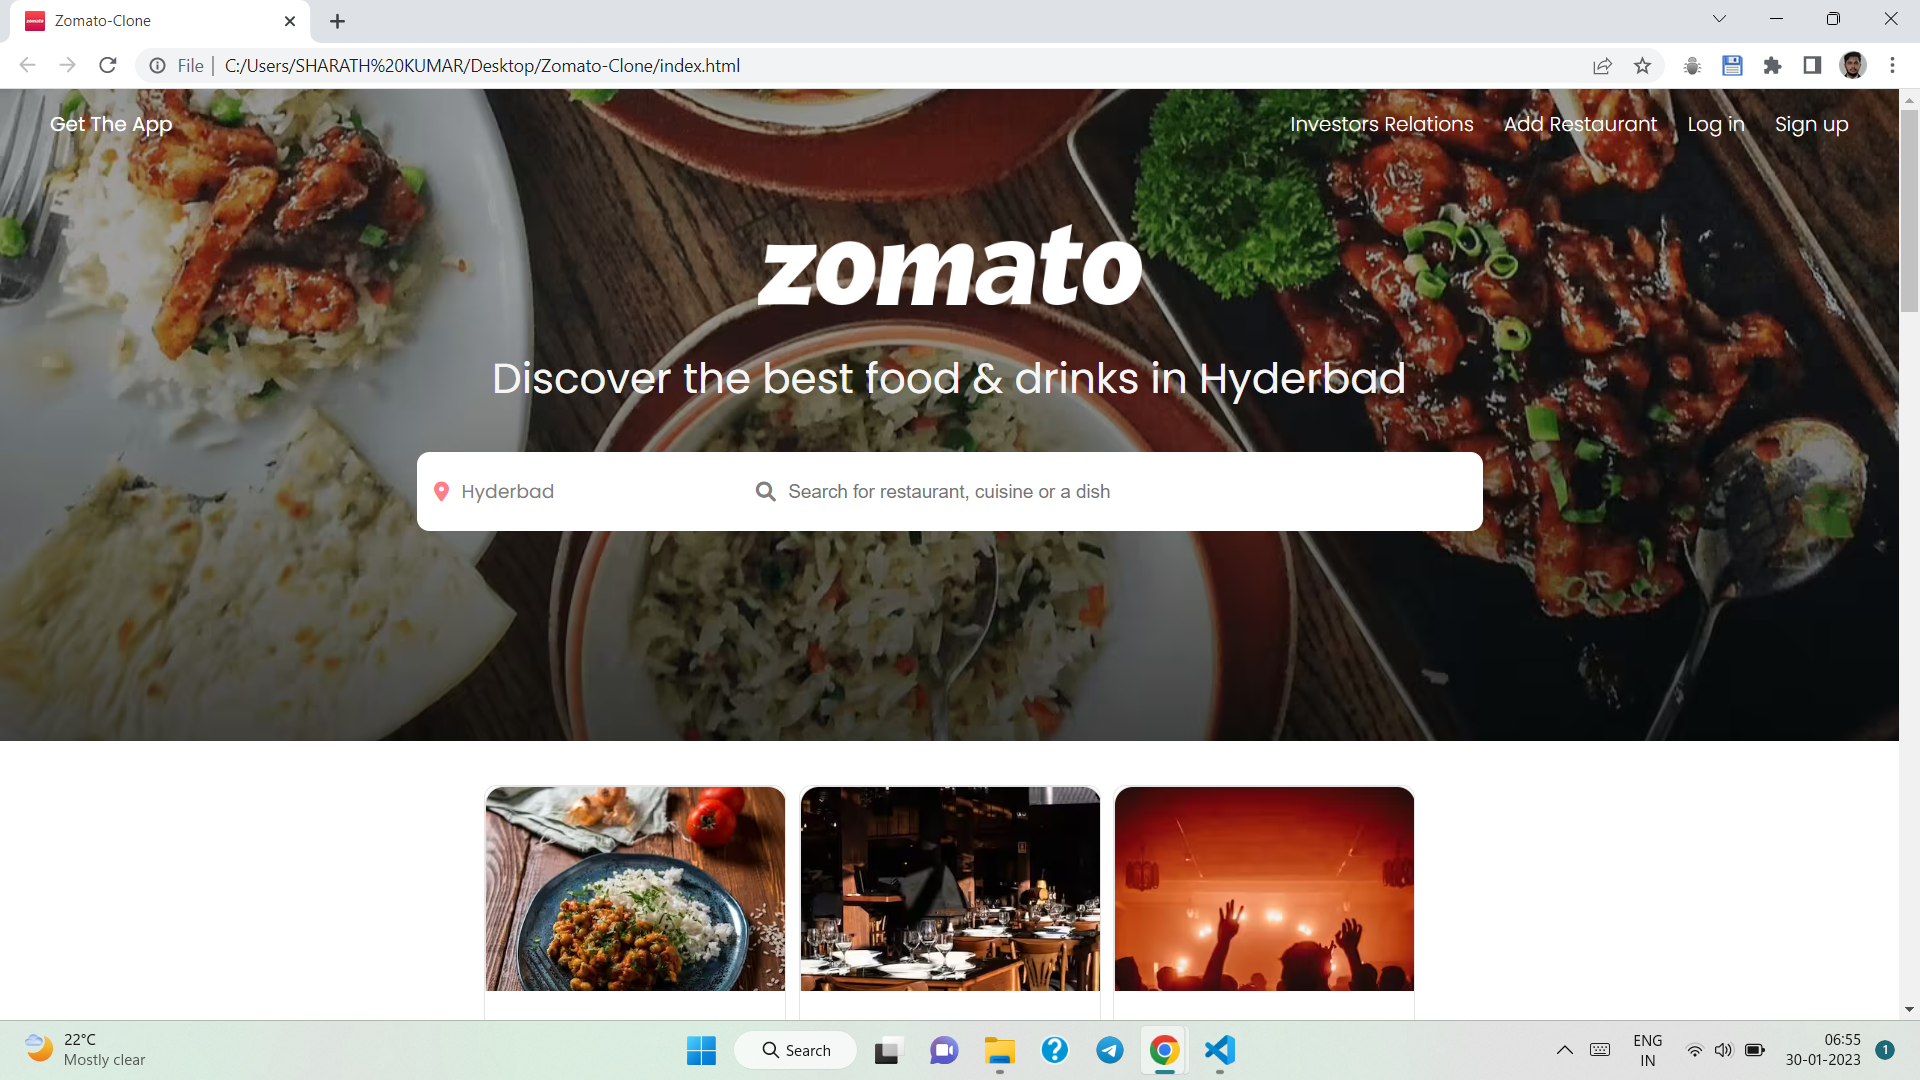 Zomato-Clone
File | C:/Users/SHARATH%20KUMAR/Desktop/Zomato-Clone/index.html
Get The App
Investors Relations Add Restaurant Log in Sign up
zomato
Discover the best food & drinks in Hyderbad
Hyderbad
Search for restaurant, cuisine or a dish
22°C
Mostly clear
Search
ENG
IN
06:55
30-01-2023
1